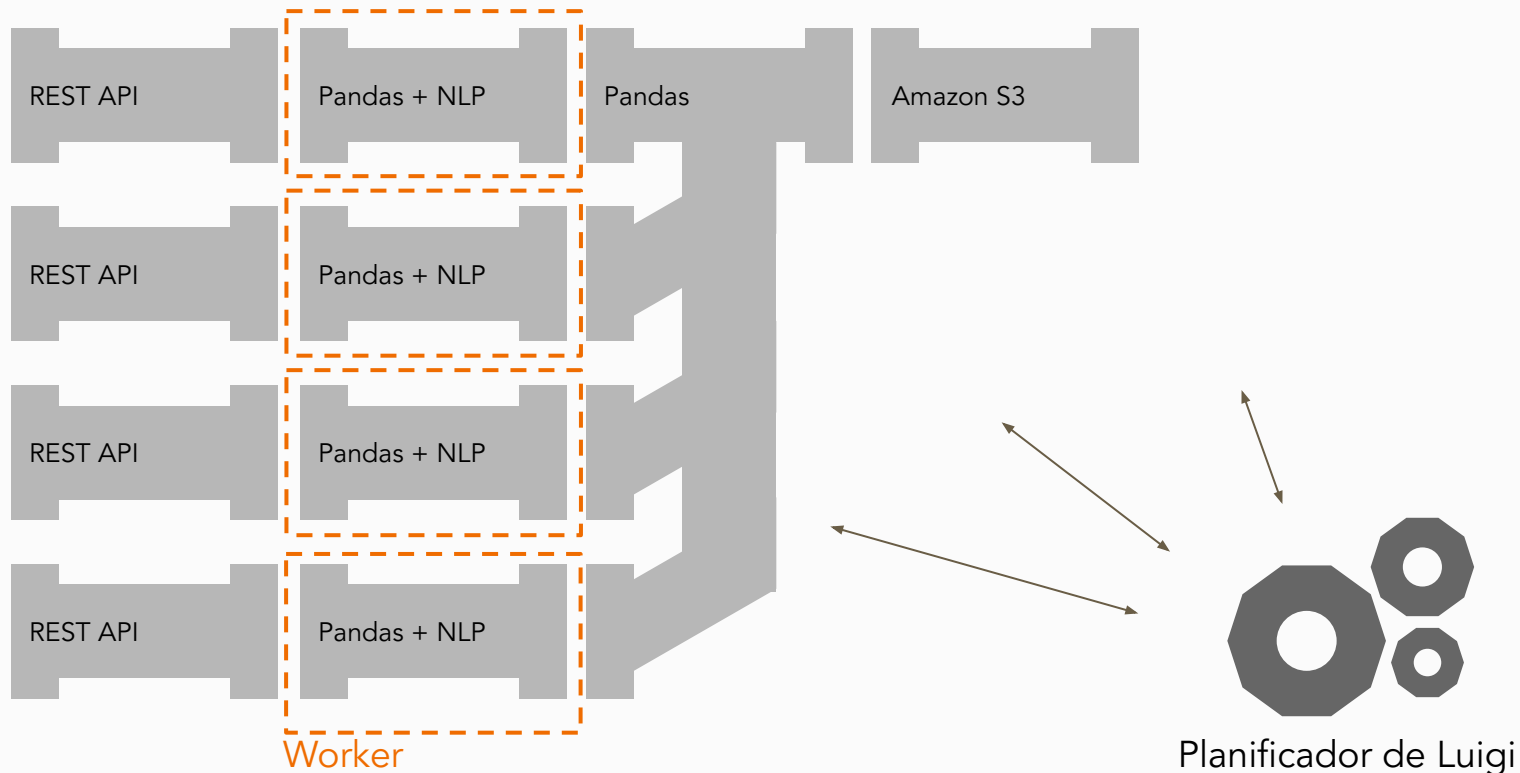 REST API
Pandas + NLP
Pandas
Amazon S3
REST API
Pandas + NLP
REST API
Pandas + NLP
REST API
Pandas + NLP
Worker
Planificador de Luigi